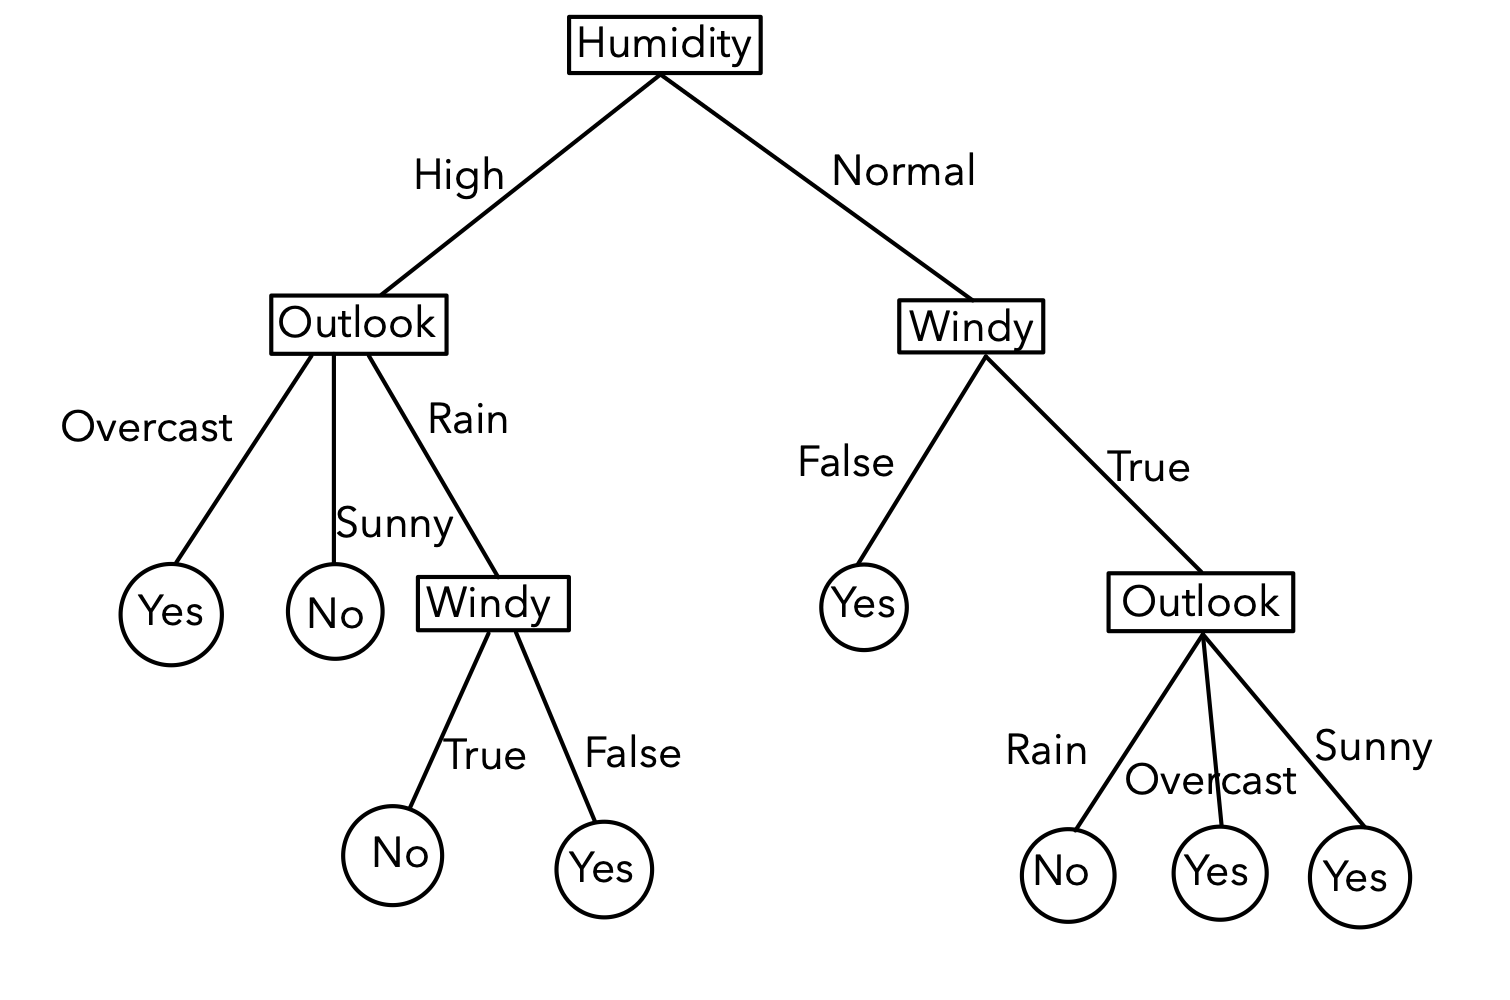 Humidity
High
Normal
Outlook
Windy
Overcast
Rain
False
True
Sunny
Yes
No
Windy
Yes
Outlook
True
False
Rain
Overcast
Sunny
No
Yes
No
Yes
Yes